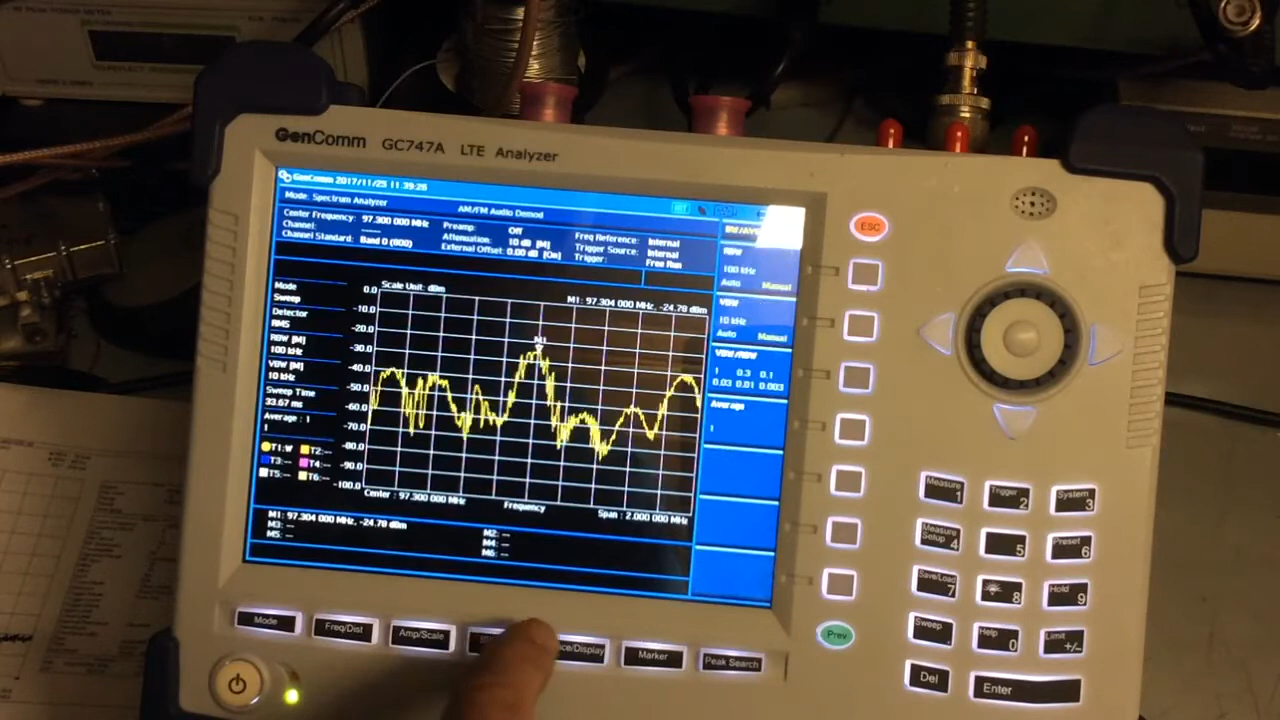 GenComm GC747A LTE Analyzer
GenComm 2017/11/25 11:39:26
Mode: Spectrum Analyzer
AM/FM Audio Demod
Center Frequency: 97.300 000 MHz
Channel: -----
Channel Standard: Band 0 (800)
Preamp: Off
Attenuation: 10 dB [M]
External Offset: 0.00 dB [On]
Freq Reference: Internal
Trigger Source: Internal
Trigger: Free Run
Mode
Sweep
Detector
RMS
RBW [M]
100 kHz
VBW [M]
10 kHz
Sweep Time
33.67 ms
Average : 1
1
T1:W T2:--
T3:-- T4:--
T5:-- T6:--
Scale Unit: dBm
M1: 97.304 000 MHz, -24.78 dBm
0.0
-10.0
-20.0
-30.0
-40.0
-50.0
-60.0
-70.0
-80.0
-90.0
-100.0
M1
Center : 97.300 000 MHz
Frequency
Span : 2.000 000 MHz
M1: 97.304 000 MHz, -24.78 dBm
M3: --
M5: --
M2: --
M4: --
M6: --
RBW
100 kHz
Auto Manual
VBW
10 kHz
Auto Manual
VBW/RBW
1 0.3 0.1
0.03 0.01 0.003
Average
1
ESC
Prev
Mode
Freq/Dist
Amp/Scale
Marker
Peak Search
Measure 1
Trigger 2
System 3
Measure Setup 4
5
Preset 6
Save/Load 7
8
Hold 9
Sweep .
Help 0
Limit +/-
Del
Enter